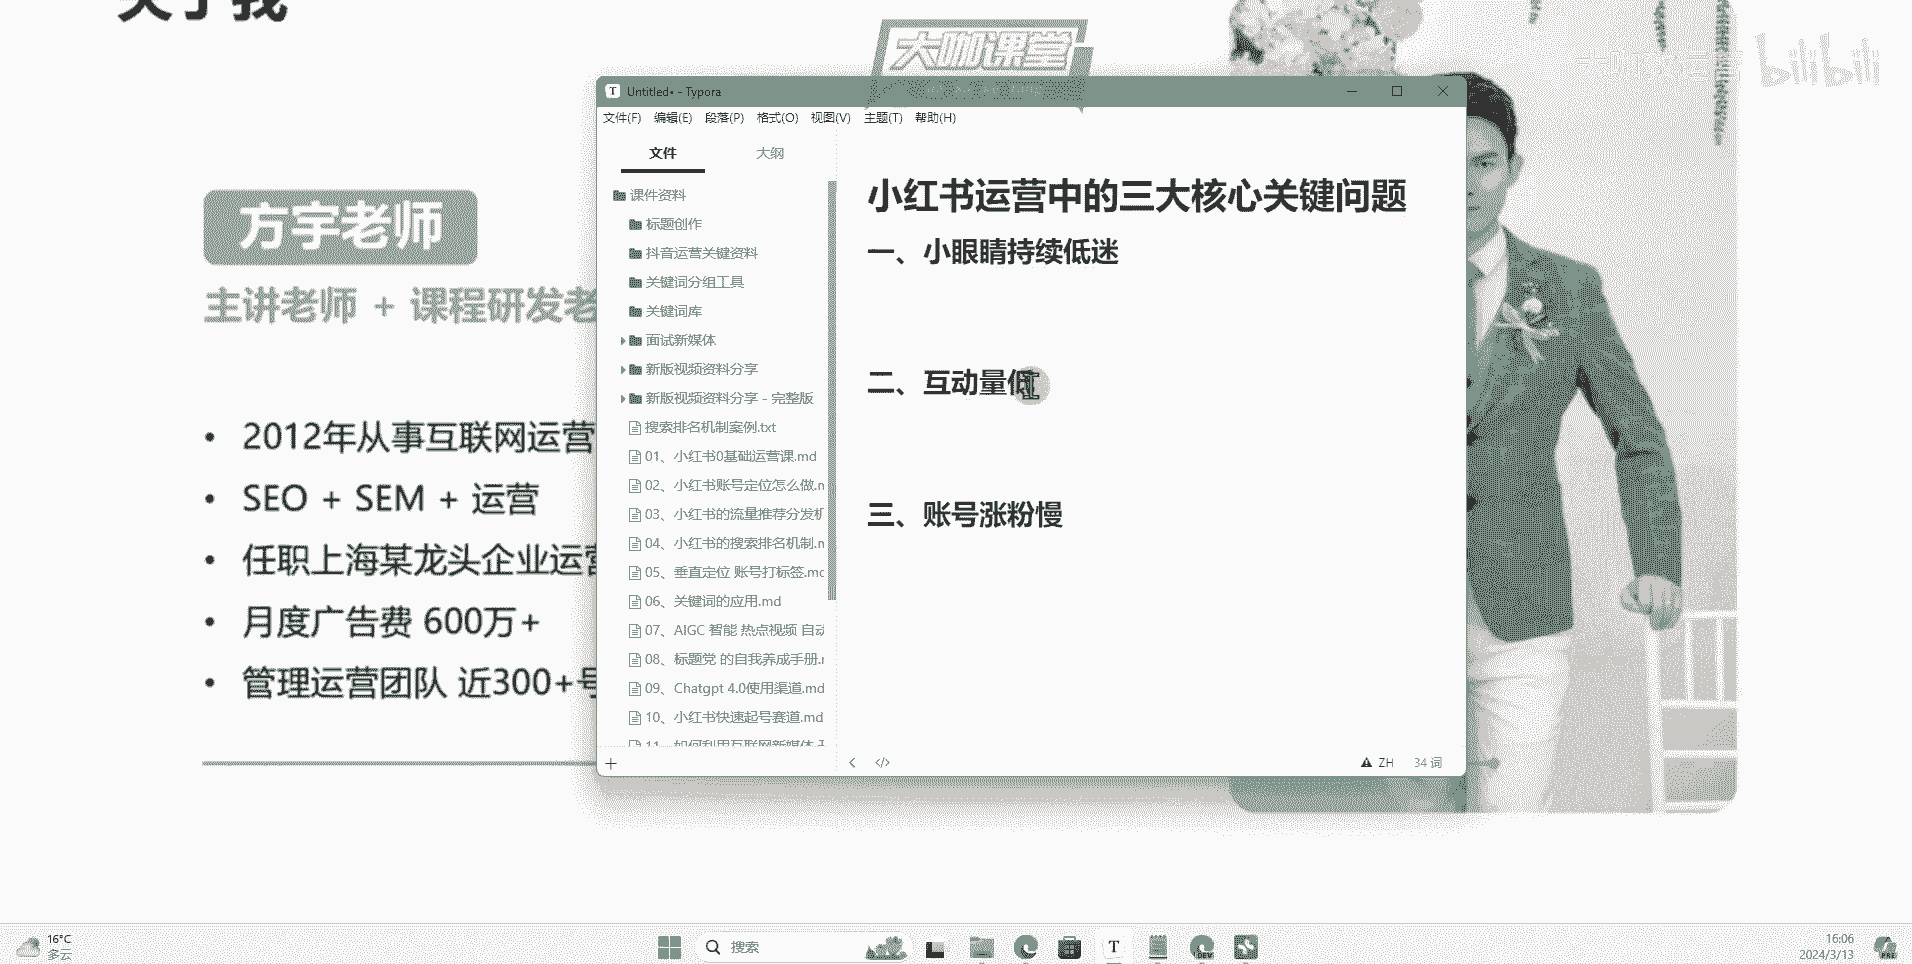 关于我
大咖课堂
bilibili
方宇老师
主讲老师 + 课程研发老
2012年从事互联网运营
SEO + SEM + 运营
任职上海某龙头企业运营
月度广告费 600万+
管理运营团队 近300+号
Untitled• - Typora
文件(F) 编辑(E) 段落(P) 格式(O) 视图(V) 主题(T) 帮助(H)
文件 大纲
课件资料
标题创作
抖音运营关键资料
关键词分组工具
关键词库
面试新媒体
新版视频资料分享
新版视频资料分享 - 完整版
搜索排名机制案例.txt
01、小红书0基础运营课.md
02、小红书账号定位怎么做.m
03、小红书的流量推荐分发机
04、小红书的搜索排名机制.m
05、垂直定位 账号打标签.md
06、关键词的应用.md
07、AIGC 智能 热点视频 自动
08、标题党 的自我养成手册.m
09、Chatgpt 4.0使用渠道.md
10、小红书快速起号赛道.md
11、如何利用互联网新媒体
小红书运营中的三大核心关键问题
一、小眼睛持续低迷
二、互动量低
三、账号涨粉慢
ZH 34 词
16°C
多云
搜索
16:06
2024/3/13